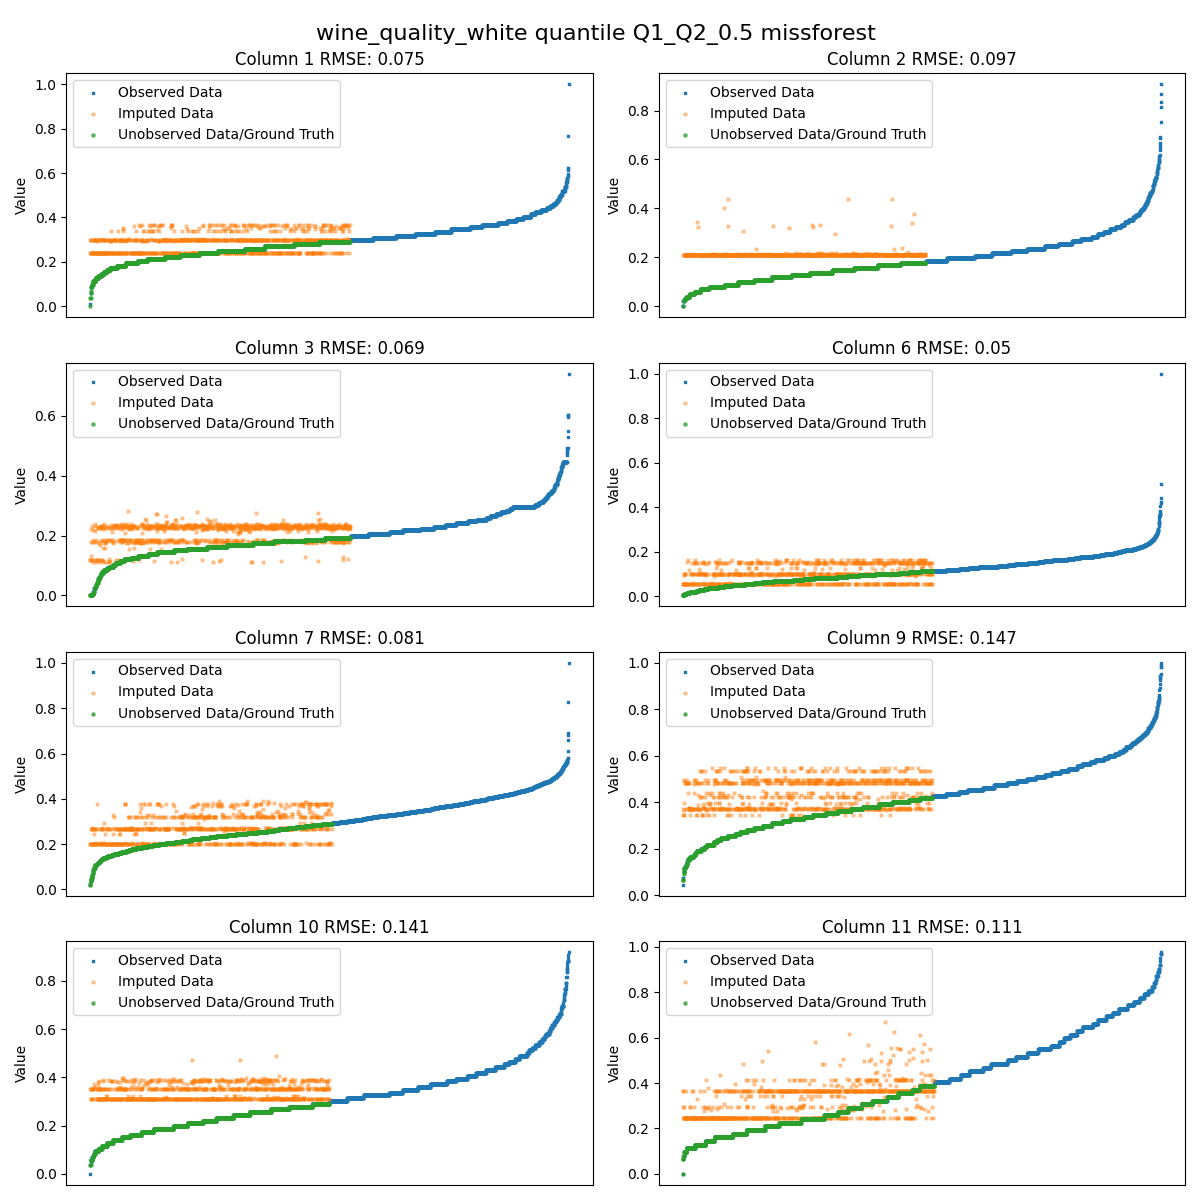 wine_quality_white quantile Q1_Q2_0.5 missforest
Column 1 RMSE: 0.075
Value
1.0
0.8
0.6
0.4
0.2
0.0
Observed Data
Imputed Data
Unobserved Data/Ground Truth
Column 2 RMSE: 0.097
Value
0.8
0.6
0.4
0.2
0.0
Observed Data
Imputed Data
Unobserved Data/Ground Truth
Column 3 RMSE: 0.069
Value
0.6
0.4
0.2
0.0
Observed Data
Imputed Data
Unobserved Data/Ground Truth
Column 6 RMSE: 0.05
Value
1.0
0.8
0.6
0.4
0.2
0.0
Observed Data
Imputed Data
Unobserved Data/Ground Truth
Column 7 RMSE: 0.081
Value
1.0
0.8
0.6
0.4
0.2
0.0
Observed Data
Imputed Data
Unobserved Data/Ground Truth
Column 9 RMSE: 0.147
Value
1.0
0.8
0.6
0.4
0.2
0.0
Observed Data
Imputed Data
Unobserved Data/Ground Truth
Column 10 RMSE: 0.141
Value
0.8
0.6
0.4
0.2
0.0
Observed Data
Imputed Data
Unobserved Data/Ground Truth
Column 11 RMSE: 0.111
Value
1.0
0.8
0.6
0.4
0.2
0.0
Observed Data
Imputed Data
Unobserved Data/Ground Truth